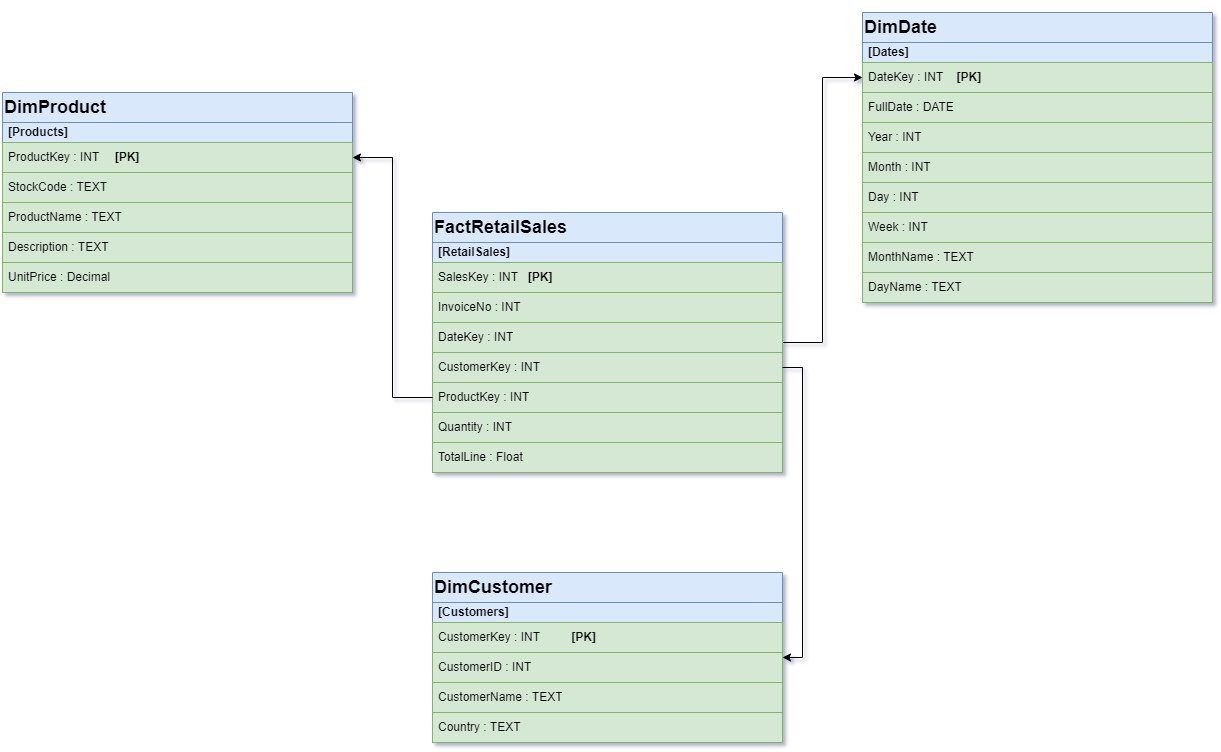 DimDate
[Dates]
DateKey : INT [PK]
FullDate : DATE
Year : INT
Month : INT
Day : INT
Week : INT
MonthName : TEXT
DayName : TEXT
DimProduct
[Products]
ProductKey : INT [PK]
StockCode : TEXT
ProductName : TEXT
Description : TEXT
UnitPrice : Decimal
FactRetailSales
[RetailSales]
SalesKey : INT [PK]
InvoiceNo : INT
DateKey : INT
CustomerKey : INT
ProductKey : INT
Quantity : INT
TotalLine : Float
DimCustomer
[Customers]
CustomerKey : INT [PK]
CustomerID : INT
CustomerName : TEXT
Country : TEXT